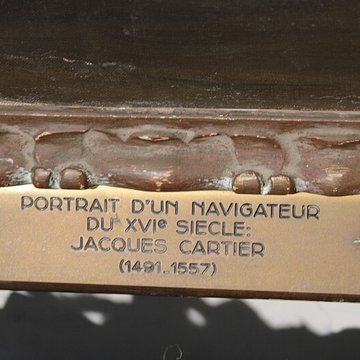 PORTRAIT D'UN NAVIGATEUR
DU XVIe SIECLE:
JACQUES CARTIER
(1491-1557)